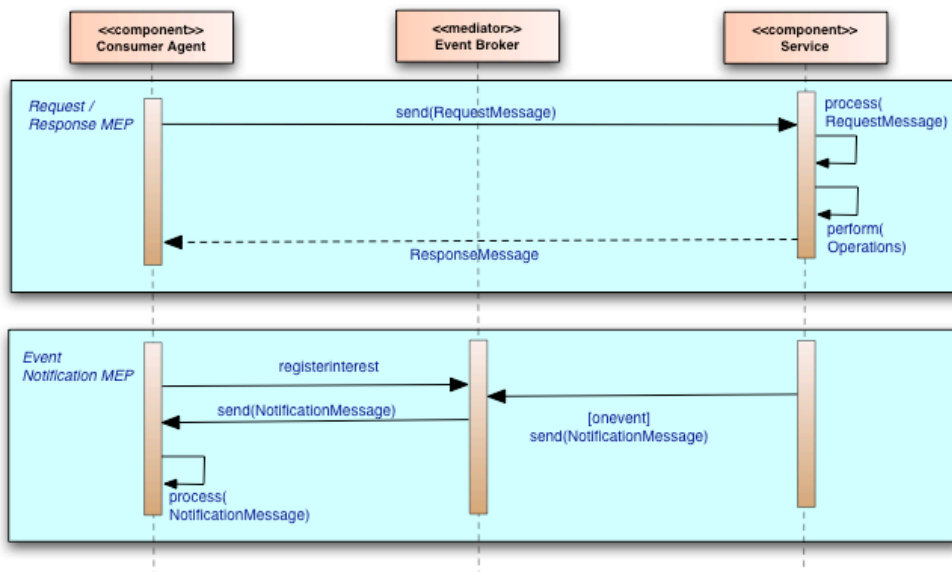 <<component>>
Consumer Agent
<<mediator>>
Event Broker
<<component>>
Service
Request /
Response MEP
send(RequestMessage)
process(
RequestMessage)
perform(
Operations)
ResponseMessage
Event
Notification MEP
registerinterest
send(NotificationMessage)
[onevent]
send(NotificationMessage)
process(
NotificationMessage)